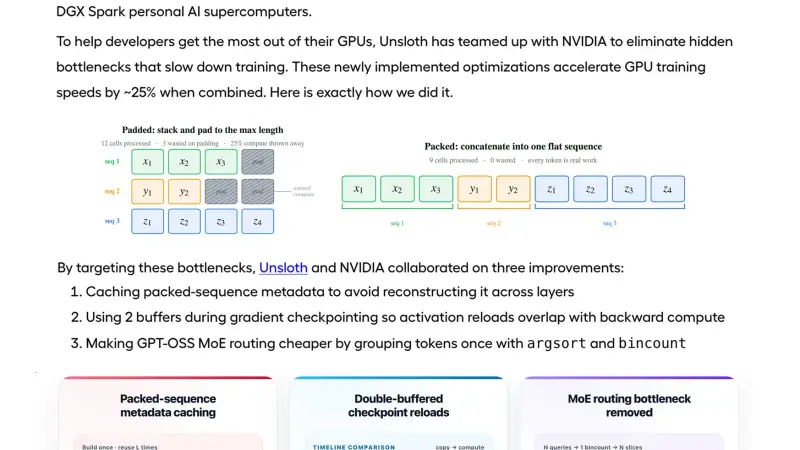 DGX Spark personal AI supercomputers.
To help developers get the most out of their GPUs, Unsloth has teamed up with NVIDIA to eliminate hidden
bottlenecks that slow down training. These newly implemented optimizations accelerate GPU training
speeds by ~25% when combined. Here is exactly how we did it.
Padded: stack and pad to the max length
12 cells processed · 3 wasted on padding · 25% compute thrown away
seq 1 x₁ x₂ x₃ pad
seq 2 y₁ y₂ pad pad
wasted
compute
seq 3 z₁ z₂ z₃ z₄
Packed: concatenate into one flat sequence
9 cells processed · 0 wasted · every token is real work
x₁ x₂ x₃ y₁ y₂ z₁ z₂ z₃ z₄
seq 1 seq 2 seq 3
By targeting these bottlenecks, Unsloth and NVIDIA collaborated on three improvements:
1. Caching packed-sequence metadata to avoid reconstructing it across layers
2. Using 2 buffers during gradient checkpointing so activation reloads overlap with backward compute
3. Making GPT-OSS MoE routing cheaper by grouping tokens once with argsort and bincount
Packed-sequence
metadata caching
Build once · reuse L times
Double-buffered
checkpoint reloads
TIMELINE COMPARISON copy → compute
MoE routing bottleneck
removed
N queries → 1 bincount → N slices